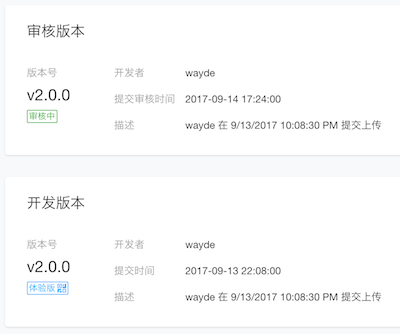 审核版本
版本号 开发者 wayde
v2.0.0 提交审核时间 2017-09-14 17:24:00
审核中
描述 wayde 在 9/13/2017 10:08:30 PM 提交上传
开发版本
版本号 开发者 wayde
v2.0.0 提交时间 2017-09-13 22:08:00
体验版
描述 wayde 在 9/13/2017 10:08:30 PM 提交上传